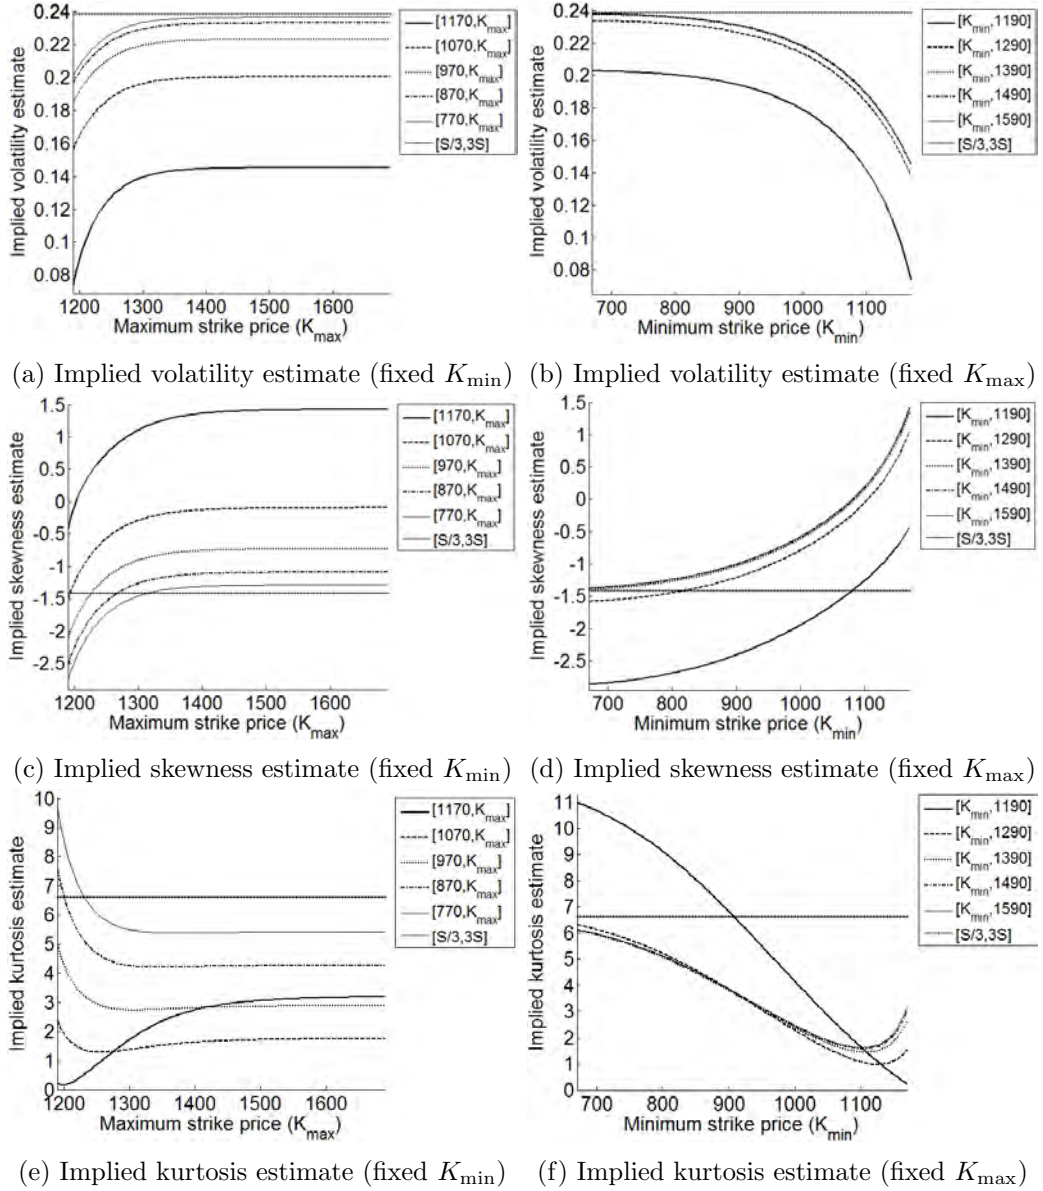 0.24
0.22
0.2
0.18
0.16
0.14
0.12
0.1
0.08
1200 1300 1400 1500 1600
Maximum strike price (K_max)
Implied volatility estimate
[1170,K_max]
[1070,K_max]
[970,K_max]
[870,K_max]
[770,K_max]
[S/3,3S]
0.24
0.22
0.2
0.18
0.16
0.14
0.12
0.1
0.08
700 800 900 1000 1100
Minimum strike price (K_min)
Implied volatility estimate
[K_min,1190]
[K_min,1290]
[K_min,1390]
[K_min,1490]
[K_min,1590]
[S/3,3S]
(a) Implied volatility estimate (fixed K_min)
(b) Implied volatility estimate (fixed K_max)
1.5
1
0.5
0
-0.5
-1
-1.5
-2
-2.5
1200 1300 1400 1500 1600
Maximum strike price (K_max)
Implied skewness estimate
[1170,K_max]
[1070,K_max]
[970,K_max]
[870,K_max]
[770,K_max]
[S/3,3S]
1.5
1
0.5
0
-0.5
-1
-1.5
-2
-2.5
700 800 900 1000 1100
Minimum strike price (K_min)
Implied skewness estimate
[K_min,1190]
[K_min,1290]
[K_min,1390]
[K_min,1490]
[K_min,1590]
[S/3,3S]
(c) Implied skewness estimate (fixed K_min)
(d) Implied skewness estimate (fixed K_max)
10
9
8
7
6
5
4
3
2
1
0
1200 1300 1400 1500 1600
Maximum strike price (K_max)
Implied kurtosis estimate
[1170,K_max]
[1070,K_max]
[970,K_max]
[870,K_max]
[770,K_max]
[S/3,3S]
11
10
9
8
7
6
5
4
3
2
1
0
700 800 900 1000 1100
Minimum strike price (K_min)
Implied kurtosis estimate
[K_min,1190]
[K_min,1290]
[K_min,1390]
[K_min,1490]
[K_min,1590]
[S/3,3S]
(e) Implied kurtosis estimate (fixed K_min)
(f) Implied kurtosis estimate (fixed K_max)